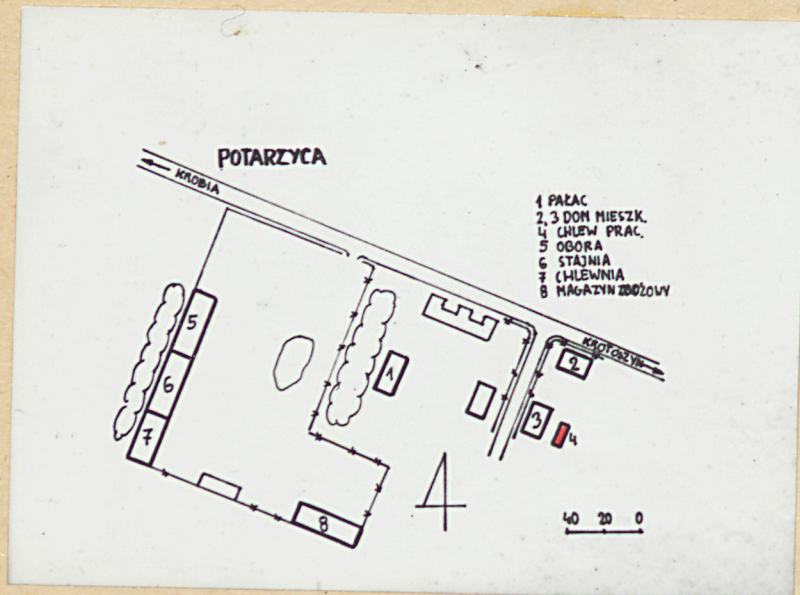 POTARZYCA
KROBIA
1 PAŁAC
2, 3 DOM MIESZK.
4 CHLEW PRAC.
5 OBORA
6 STAJNIA
7 CHLEWNIA
8 MAGAZYN ZBOŻOWY
KROTOSZYN
5
6
7
1
2
3
4
8
40 20 0